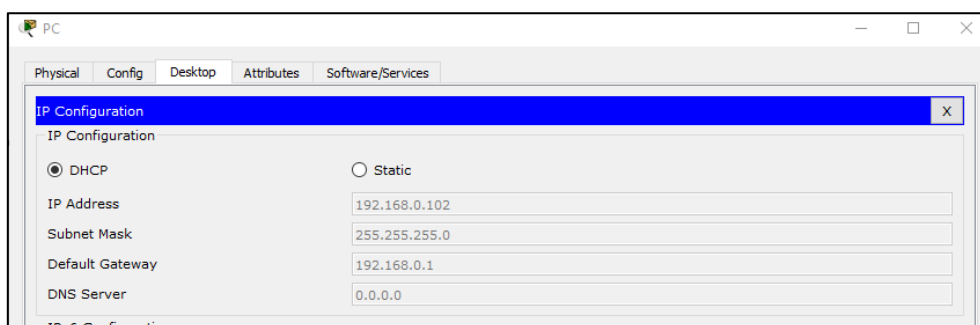 PC
Physical Config Desktop Attributes Software/Services
IP Configuration X
IP Configuration
DHCP Static
IP Address 192.168.0.102
Subnet Mask 255.255.255.0
Default Gateway 192.168.0.1
DNS Server 0.0.0.0